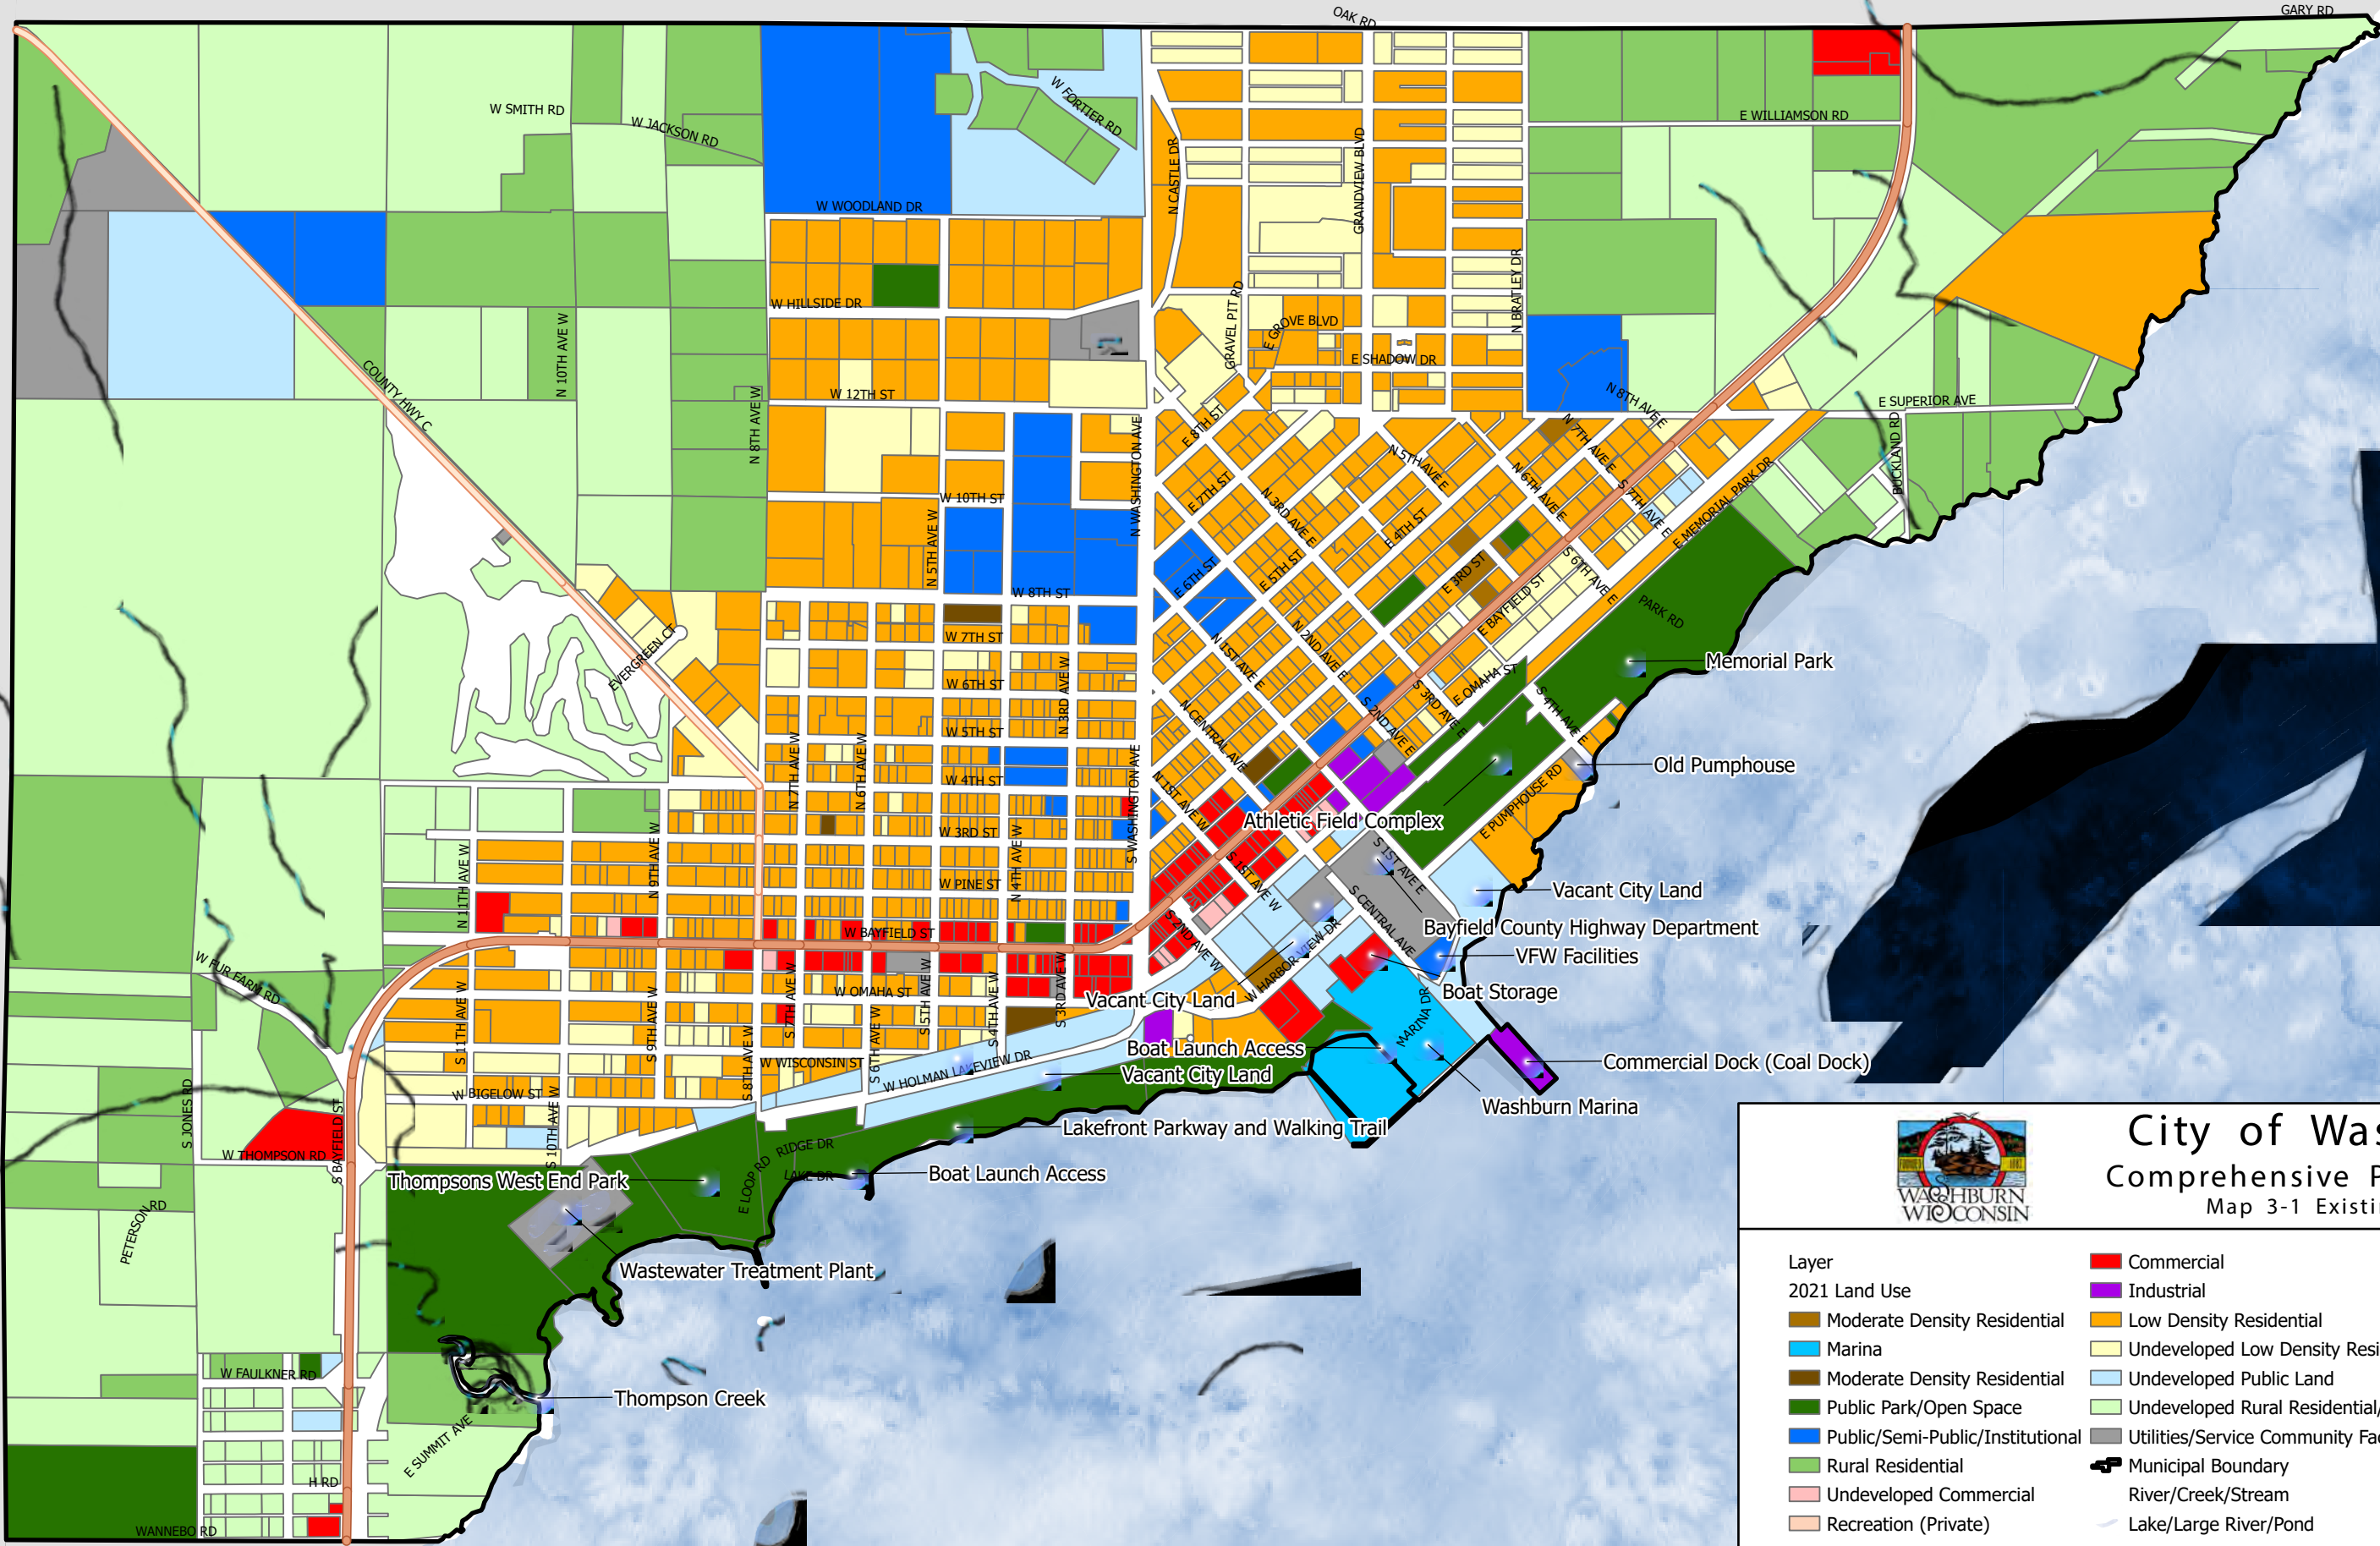 OAK RD
GARY RD
W SMITH RD
W JACKSON RD
W FORTIER RD
E WILLIAMSON RD
N CASTLE DR
GRANDVIEW BLVD
W WOODLAND DR
N BRATLEY DR
W HILLSIDE DR
GRAVEL PIT RD
E GROVE BLVD
E SHADOW DR
N 10TH AVE W
COUNTY HWY C
N 8TH AVE W
W 12TH ST
N 8TH AVE E
E SUPERIOR AVE
BUCKLAND RD
N WASHINGTON AVE
E 8TH ST
N 7TH AVE E
N 5TH AVE E
N 6TH AVE E
S 7TH AVE E
E MEMORIAL PARK DR
W 10TH ST
E 7TH ST
N 3RD AVE E
E 4TH ST
N 5TH AVE W
E 6TH ST
E 5TH ST
E 3RD ST
S 6TH AVE E
W 8TH ST
E BAYFIELD ST
PARK RD
W 7TH ST
EVERGREEN CT
N 1ST AVE E
N 2ND AVE E
Memorial Park
W 6TH ST
N 3RD AVE W
E OMAHA ST
S 3RD AVE E
S 4TH AVE E
S 2ND AVE E
N CENTRAL AVE
W 5TH ST
N 7TH AVE W
N 6TH AVE W
W 4TH ST
Old Pumphouse
S WASHINGTON AVE
N 1ST AVE W
E PUMPHOUSE RD
Athletic Field Complex
W 3RD ST
N 9TH AVE W
N 4TH AVE W
N 11TH AVE W
W PINE ST
S 1ST AVE E
S 1ST AVE W
S CENTRAL AVE
Vacant City Land
Bayfield County Highway Department
W BAYFIELD ST
S 2ND AVE W
W HARBOR VIEW DR
VFW Facilities
W FUR FARM RD
W OMAHA ST
Boat Storage
Vacant City Land
S 11TH AVE W
S 9TH AVE W
S 7TH AVE W
S 5TH AVE W
S 4TH AVE W
S 3RD AVE W
MARINA DR
Boat Launch Access
Commercial Dock (Coal Dock)
W WISCONSIN ST
S 8TH AVE W
S 6TH AVE W
W HOLMAN LAKEVIEW DR
Vacant City Land
W BIGELOW ST
Washburn Marina
S JONES RD
S BAYFIELD ST
S 10TH AVE W
Lakefront Parkway and Walking Trail
W THOMPSON RD
RIDGE DR
LAKE DR
E LOOP RD
Boat Launch Access
Thompsons West End Park
PETERSON RD
Wastewater Treatment Plant
W FAULKNER RD
Thompson Creek
E SUMMIT AVE
H RD
WANNEBO RD
FOUNDED 1883
WASHBURN
WISCONSIN
City of Was
Comprehensive P
Map 3-1 Existi
Layer
2021 Land Use
Moderate Density Residential
Marina
Moderate Density Residential
Public Park/Open Space
Public/Semi-Public/Institutional
Rural Residential
Undeveloped Commercial
Recreation (Private)
Commercial
Industrial
Low Density Residential
Undeveloped Low Density Resi
Undeveloped Public Land
Undeveloped Rural Residential/
Utilities/Service Community Fac
Municipal Boundary
River/Creek/Stream
Lake/Large River/Pond